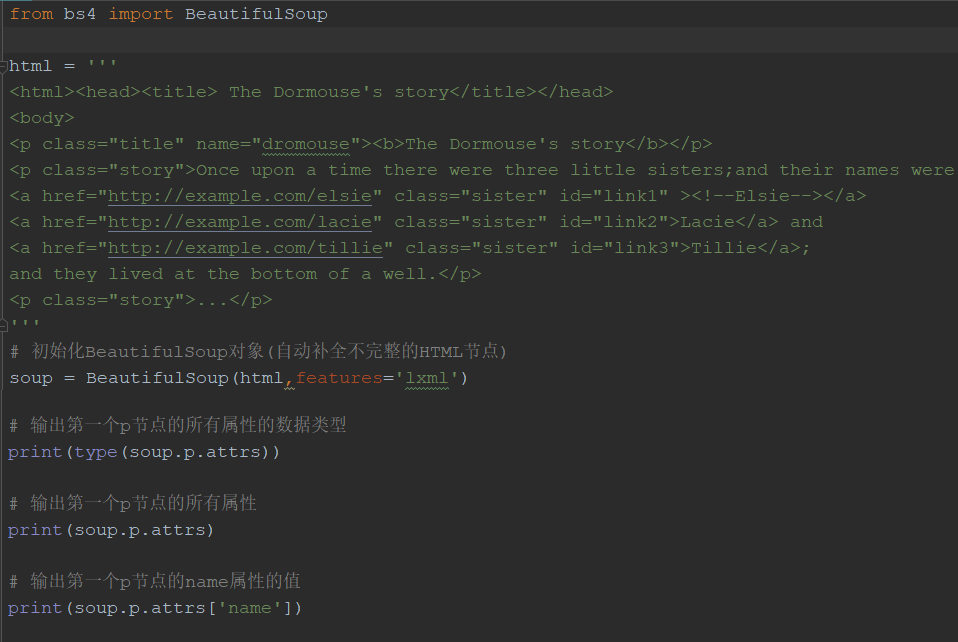 from bs4 import BeautifulSoup
html = '''
<html><head><title> The Dormouse's story</title></head>
<body>
<p class="title" name="dromouse"><b>The Dormouse's story</b></p>
<p class="story">Once upon a time there were three little sisters;and their names were
<a href="http://example.com/elsie" class="sister" id="link1" ><!--Elsie--></a>
<a href="http://example.com/lacie" class="sister" id="link2">Lacie</a> and
<a href="http://example.com/tillie" class="sister" id="link3">Tillie</a>;
and they lived at the bottom of a well.</p>
<p class="story">...</p>
'''
# 初始化BeautifulSoup对象(自动补全不完整的HTML节点)
soup = BeautifulSoup(html,features='lxml')
# 输出第一个p节点的所有属性的数据类型
print(type(soup.p.attrs))
# 输出第一个p节点的所有属性
print(soup.p.attrs)
# 输出第一个p节点的name属性的值
print(soup.p.attrs['name'])